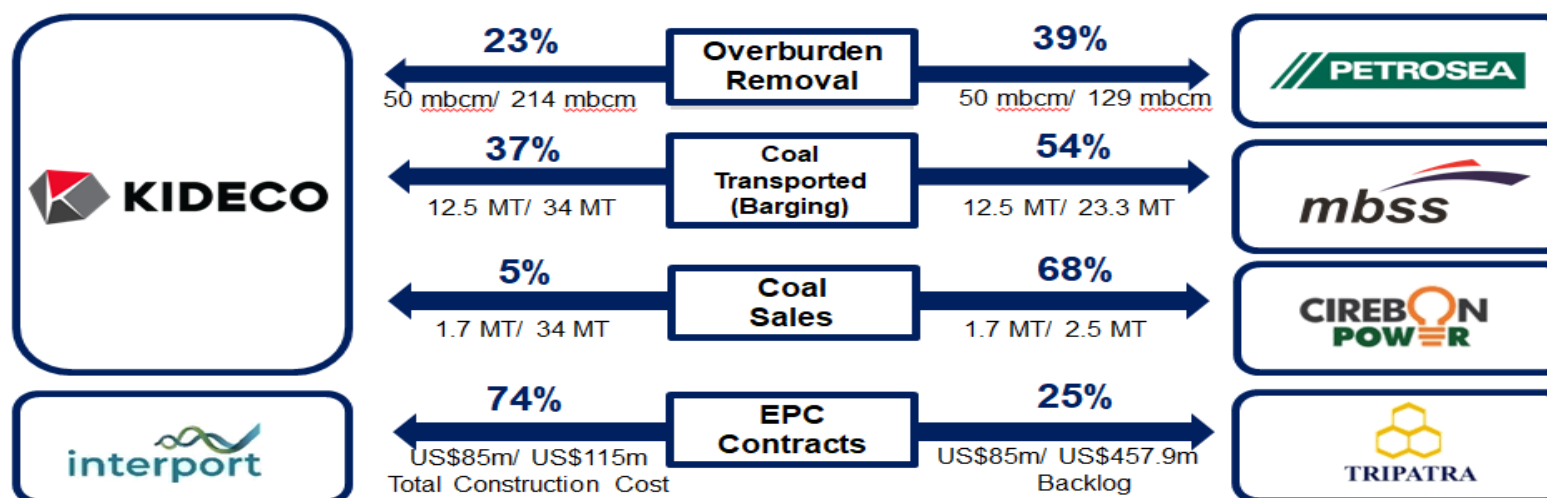 KIDECO
23%
50 mbcm/ 214 mbcm
Overburden
Removal
39%
50 mbcm/ 129 mbcm
PETROSEA
37%
12.5 MT/ 34 MT
Coal
Transported
(Barging)
54%
12.5 MT/ 23.3 MT
mbss
5%
1.7 MT/ 34 MT
Coal
Sales
68%
1.7 MT/ 2.5 MT
CIREBON
POWER
interport
74%
US$85m/ US$115m
Total Construction Cost
EPC
Contracts
25%
US$85m/ US$457.9m
Backlog
TRIPATRA